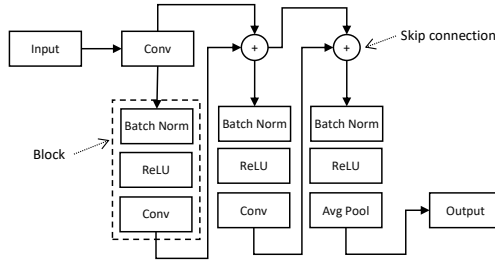 Input
Conv
+
+
Skip connection
Block
Batch Norm
ReLU
Conv
Batch Norm
ReLU
Conv
Batch Norm
ReLU
Avg Pool
Output